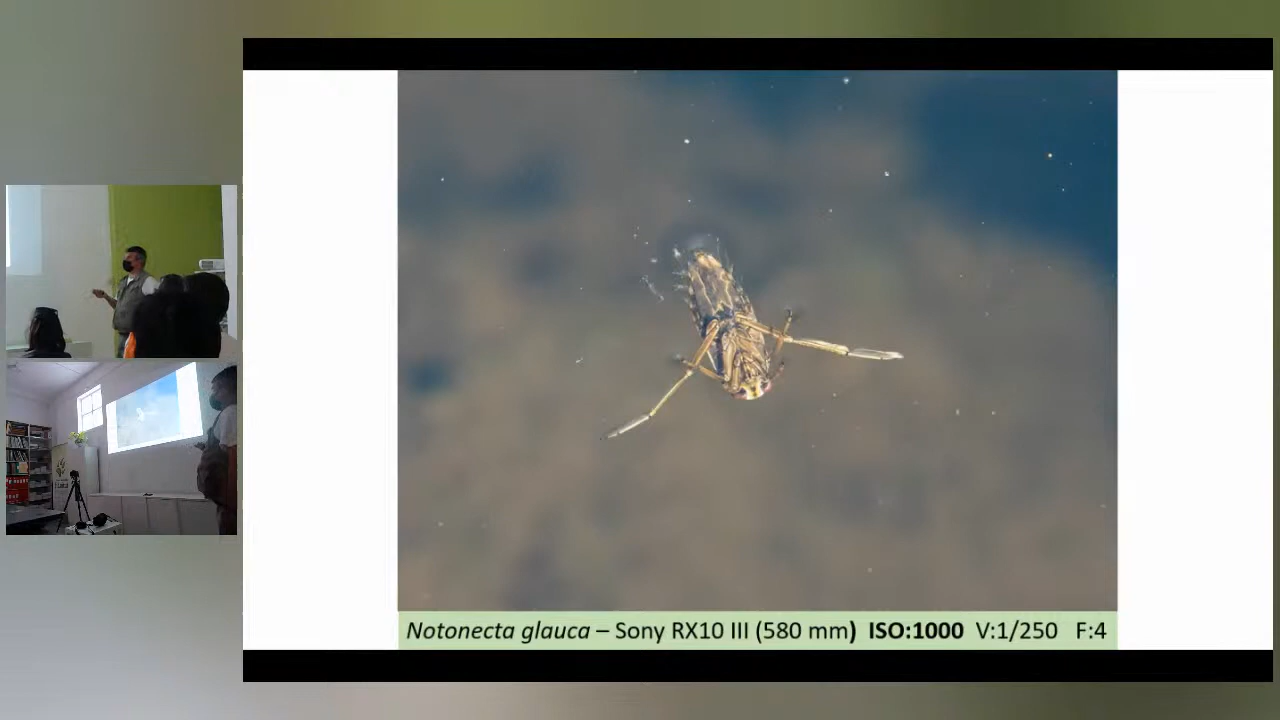 Notonecta glauca – Sony RX10 III (580 mm) ISO:1000 V:1/250 F:4